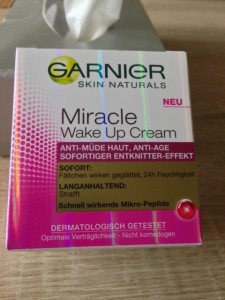 GARNIER
SKIN NATURALS
NEU
Miracle
Wake Up Cream
ANTI-MÜDE HAUT, ANTI-AGE
SOFORTIGER ENTKNITTER-EFFEKT
SOFORT:
Fältchen wirken geglättet, 24h Feuchtigkeit
LANGANHALTEND:
Strafft
Schnell wirkende Mikro-Peptide
DERMATOLOGISCH GETESTET
Optimale Verträglichkeit - Nicht komedogen